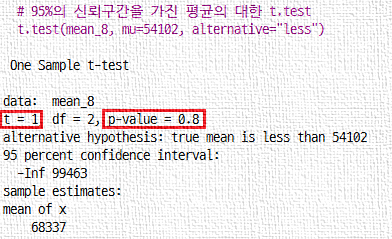 # 95%의 신뢰구간을 가진 평균의 대한 t.test
t.test(mean_8, mu=54102, alternative="less")
One Sample t-test
data: mean_8
t = 1 df = 2, p-value = 0.8
alternative hypothesis: true mean is less than 54102
95 percent confidence interval:
-Inf 99463
sample estimates:
mean of x
68337